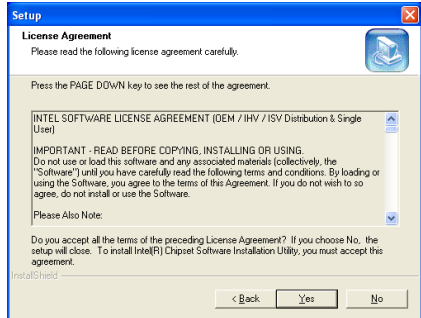 Setup
License Agreement
Please read the following license agreement carefully.
Press the PAGE DOWN key to see the rest of the agreement.
INTEL SOFTWARE LICENSE AGREEMENT (OEM / IHV / ISV Distribution & Single
User)
IMPORTANT - READ BEFORE COPYING, INSTALLING OR USING.
Do not use or load this software and any associated materials (collectively, the
"Software") until you have carefully read the following terms and conditions. By loading or
using the Software, you agree to the terms of this Agreement. If you do not wish to so
agree, do not install or use the Software.
Please Also Note:
Do you accept all the terms of the preceding License Agreement? If you choose No, the
setup will close. To install Intel(R) Chipset Software Installation Utility, you must accept this
agreement.
InstallShield
< Back Yes No